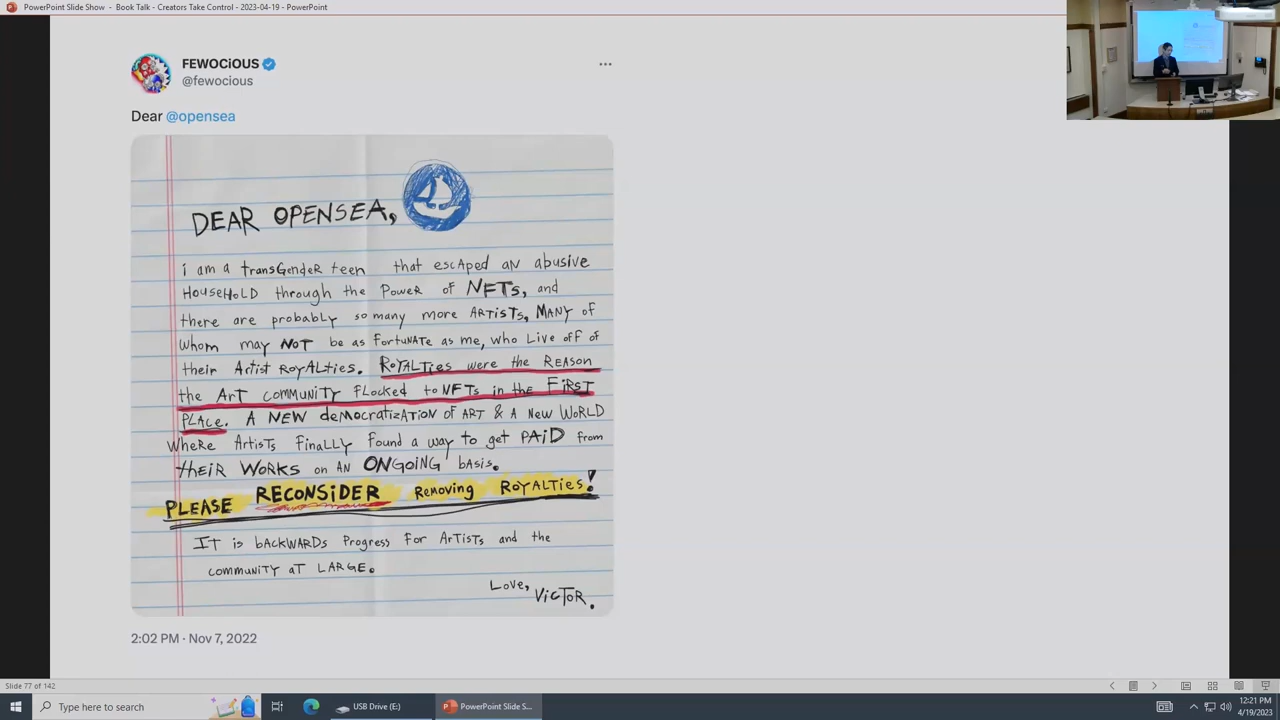 PowerPoint Slide Show - Book Talk - Creators Take Control - 2023-04-19 - PowerPoint
FEWOCiOUS
@fewocious
Dear @opensea
DEAR OPENSEA,
i am a transGender teen that escaped an abusive
HouseHOLD through the Power of NFTs, and
there are probably so many more ARTISTS, MANY of
whom may NOT be as FortuNate as me, who Live off of
their Artist ROYALties. ROYALTies were the REASON
the Art community FLocked to NFTs in the FiRST
PLACE. A NEW democratization OF ART & A New WoRLD
Where Artists Finally Found a way to get PAiD from
their WORKS on AN ONGOiNG basis.
PLEASE RECONSiDER Removing ROYALTies!
It is bACKWARDs Progress For Artists and the
community at LARGE.
Love,
VicTOR.
2:02 PM · Nov 7, 2022
Slide 77 of 142
Type here to search
USB Drive (E:)
PowerPoint Slide S...
12:21 PM
4/19/2023